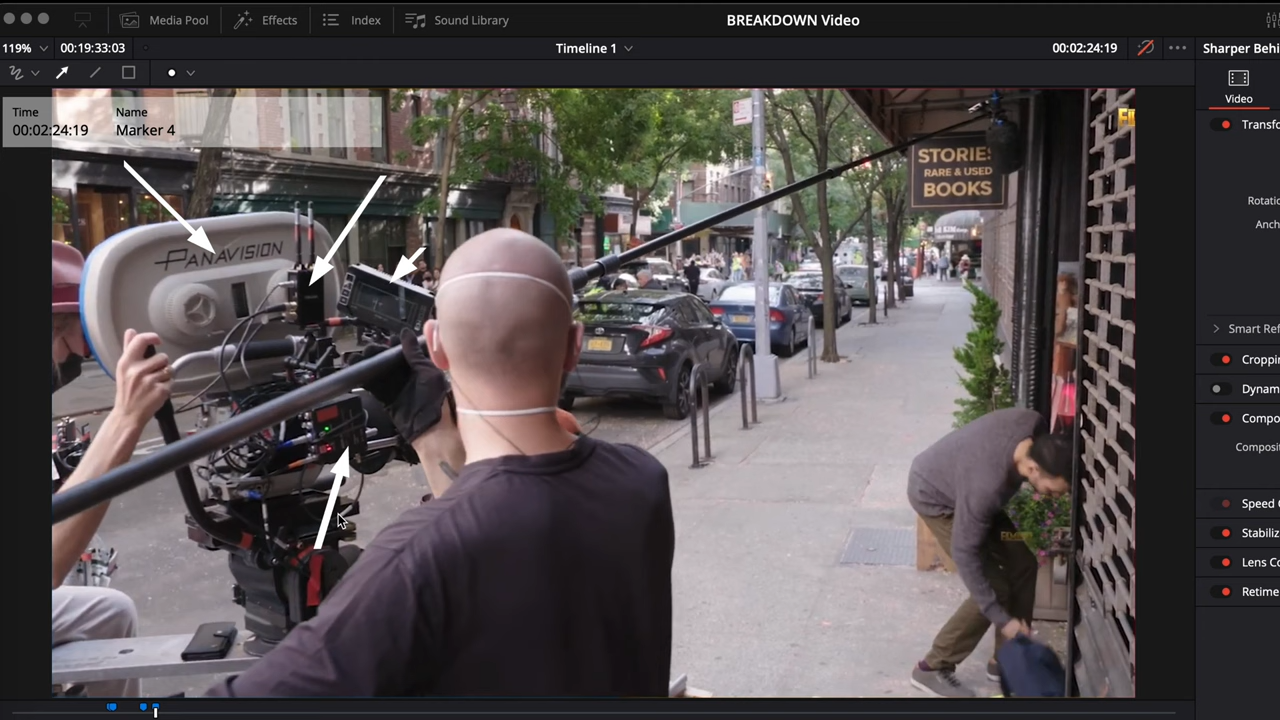 Media Pool
Effects
Index
Sound Library
BREAKDOWN Video
119%
00:19:33:03
Timeline 1
00:02:24:19
Sharper Behi
Time
Name
00:02:24:19
Marker 4
Video
PANAVISION
STORIES
RARE & USED
BOOKS
Transfo
Rotatio
Anch
Smart Ref
Croppin
Dynam
Compo
Composit
Speed C
Stabiliz
Lens Co
Retime